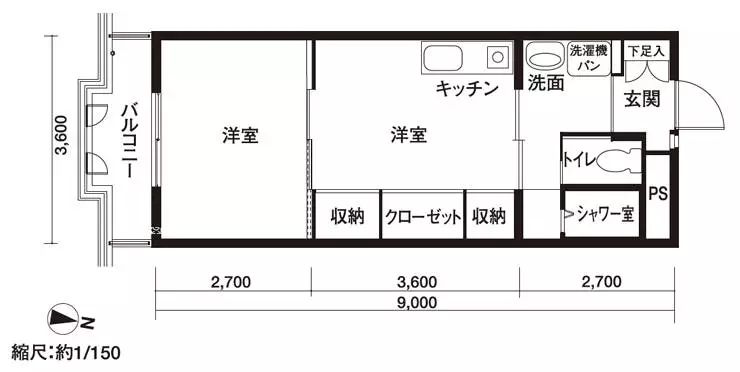 洗濯機
パン
下足入
洗面
キッチン
玄関
バルコニー
洋室
洋室
トイレ
PS
収納
クローゼット
収納
シャワー室
3,600
2,700
3,600
2,700
9,000
N
縮尺:約1/150